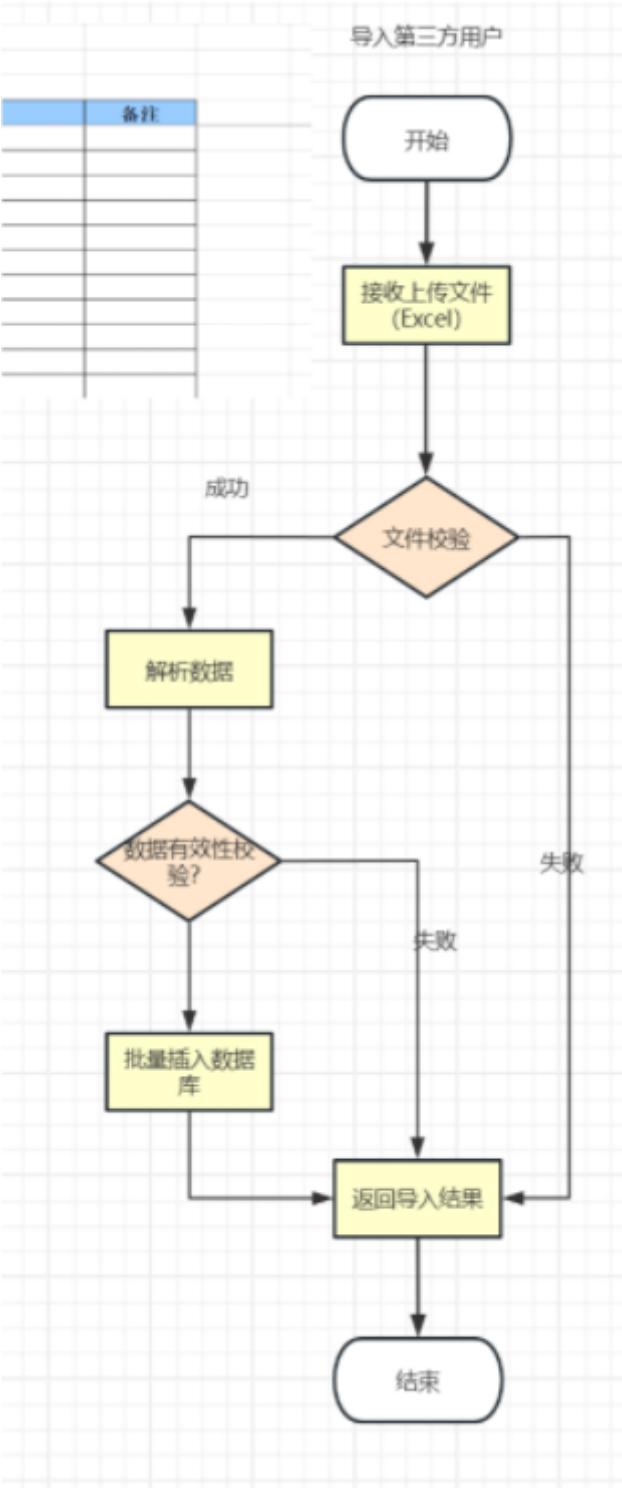 导入第三方用户
备注
开始
接收上传文件
(Excel)
成功
文件校验
解析数据
数据有效性校
验?
失败
失败
批量插入数据
库
返回导入结果
结束